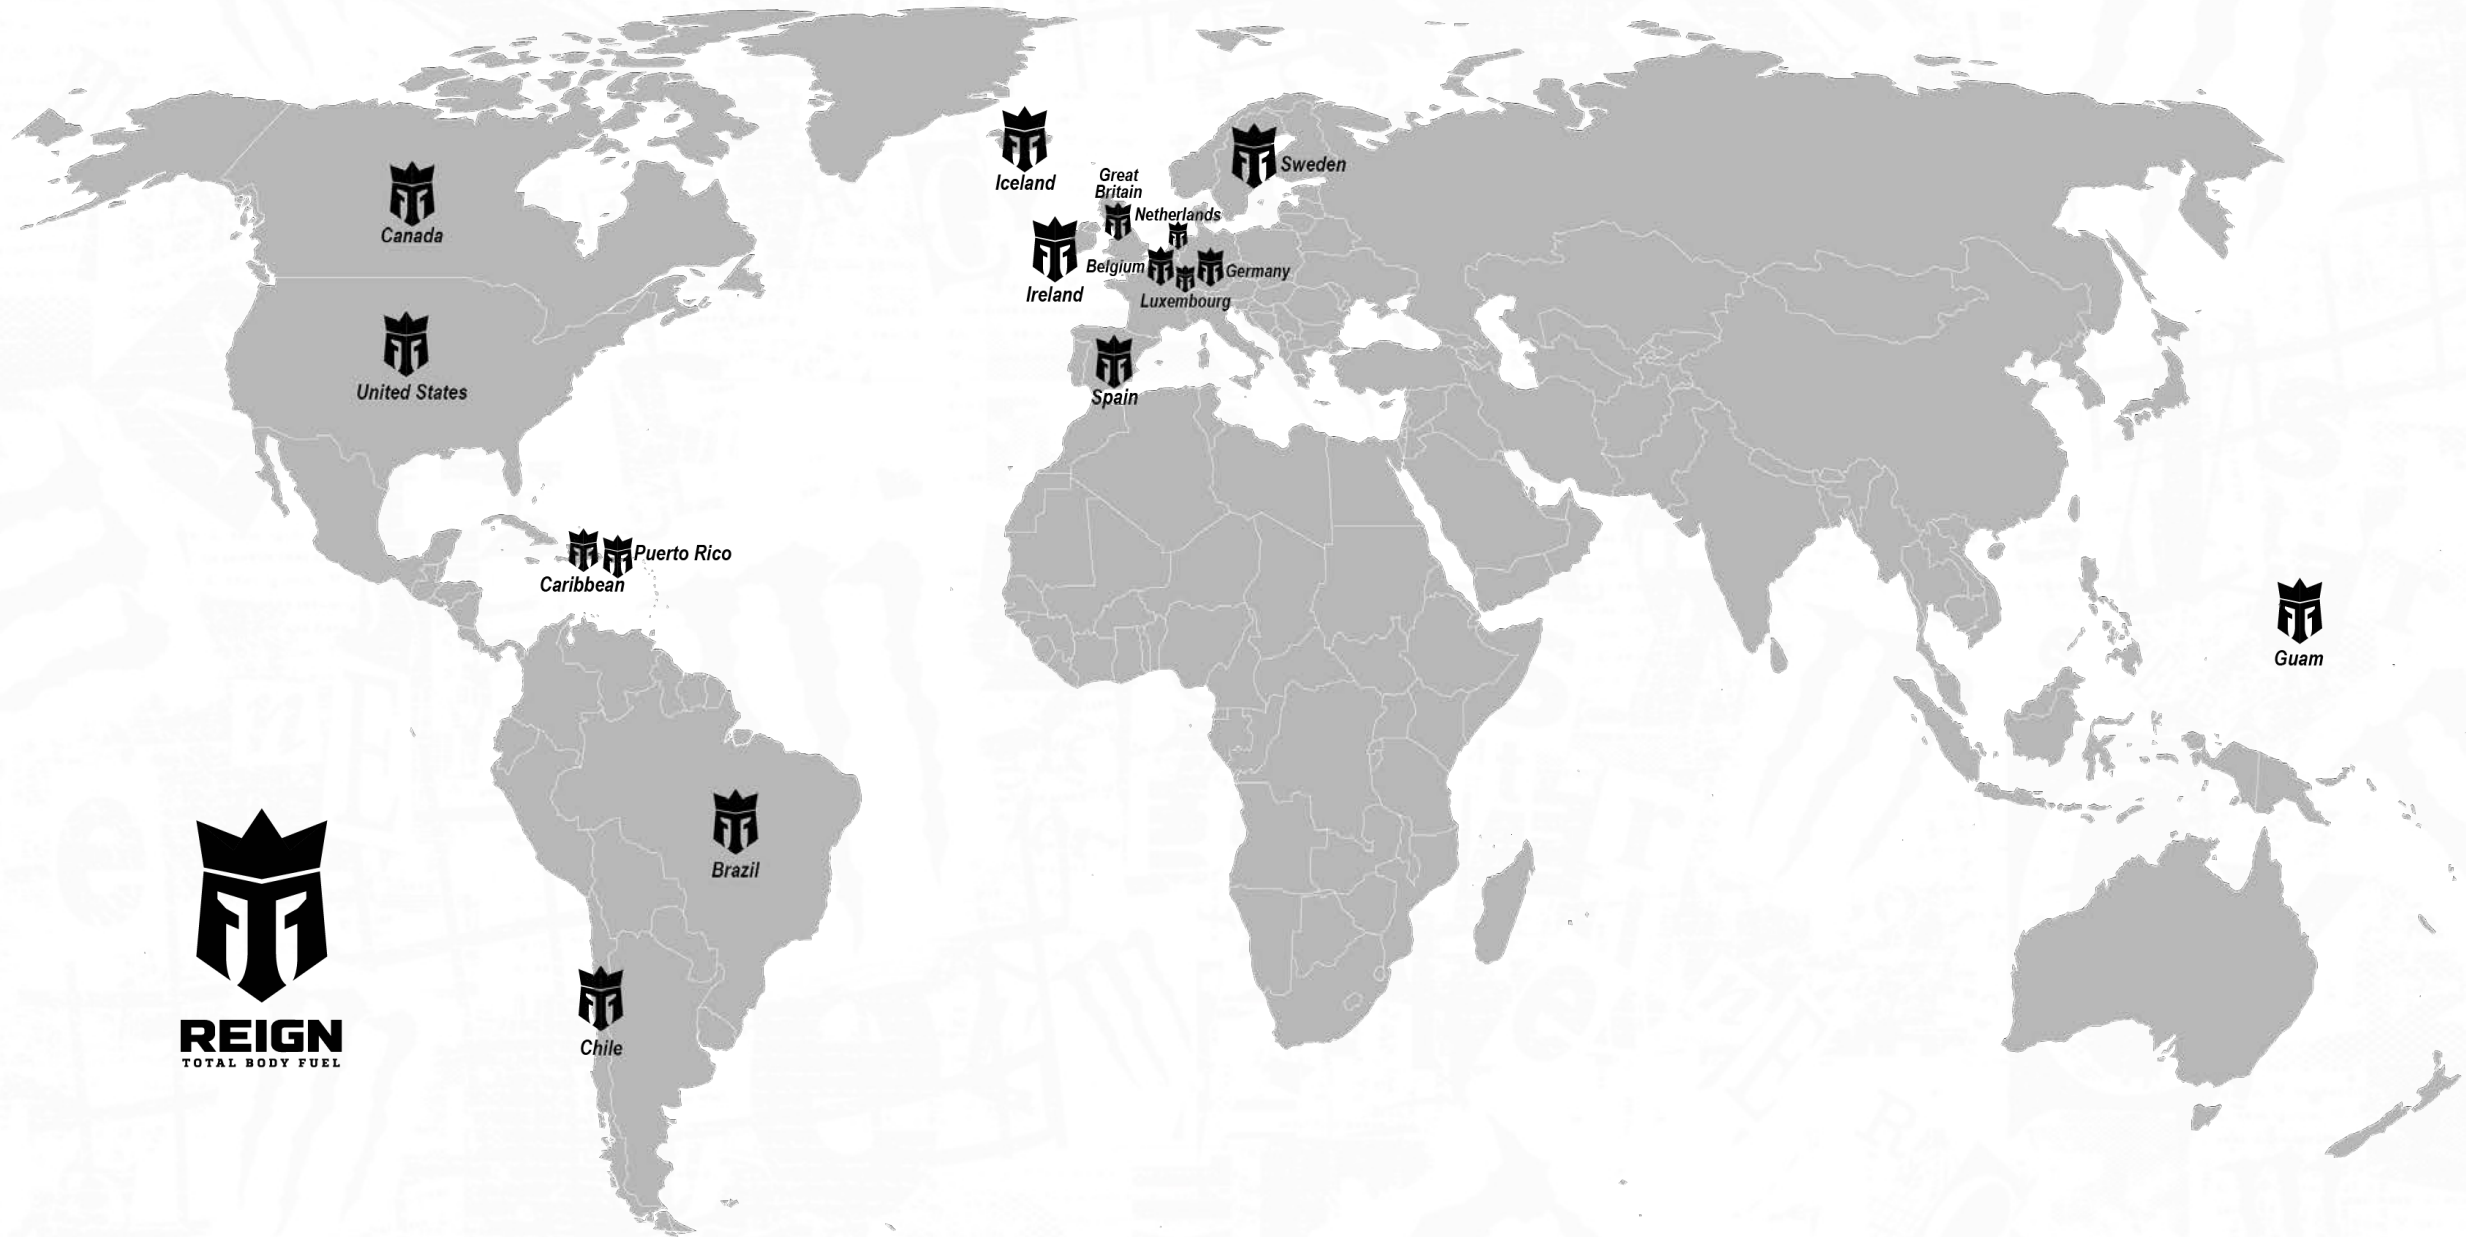 Iceland
Sweden
Great
Britain
Netherlands
Canada
Belgium
Germany
Ireland
Luxembourg
United States
Spain
Puerto Rico
Caribbean
Guam
Brazil
REIGN
TOTAL BODY FUEL
Chile